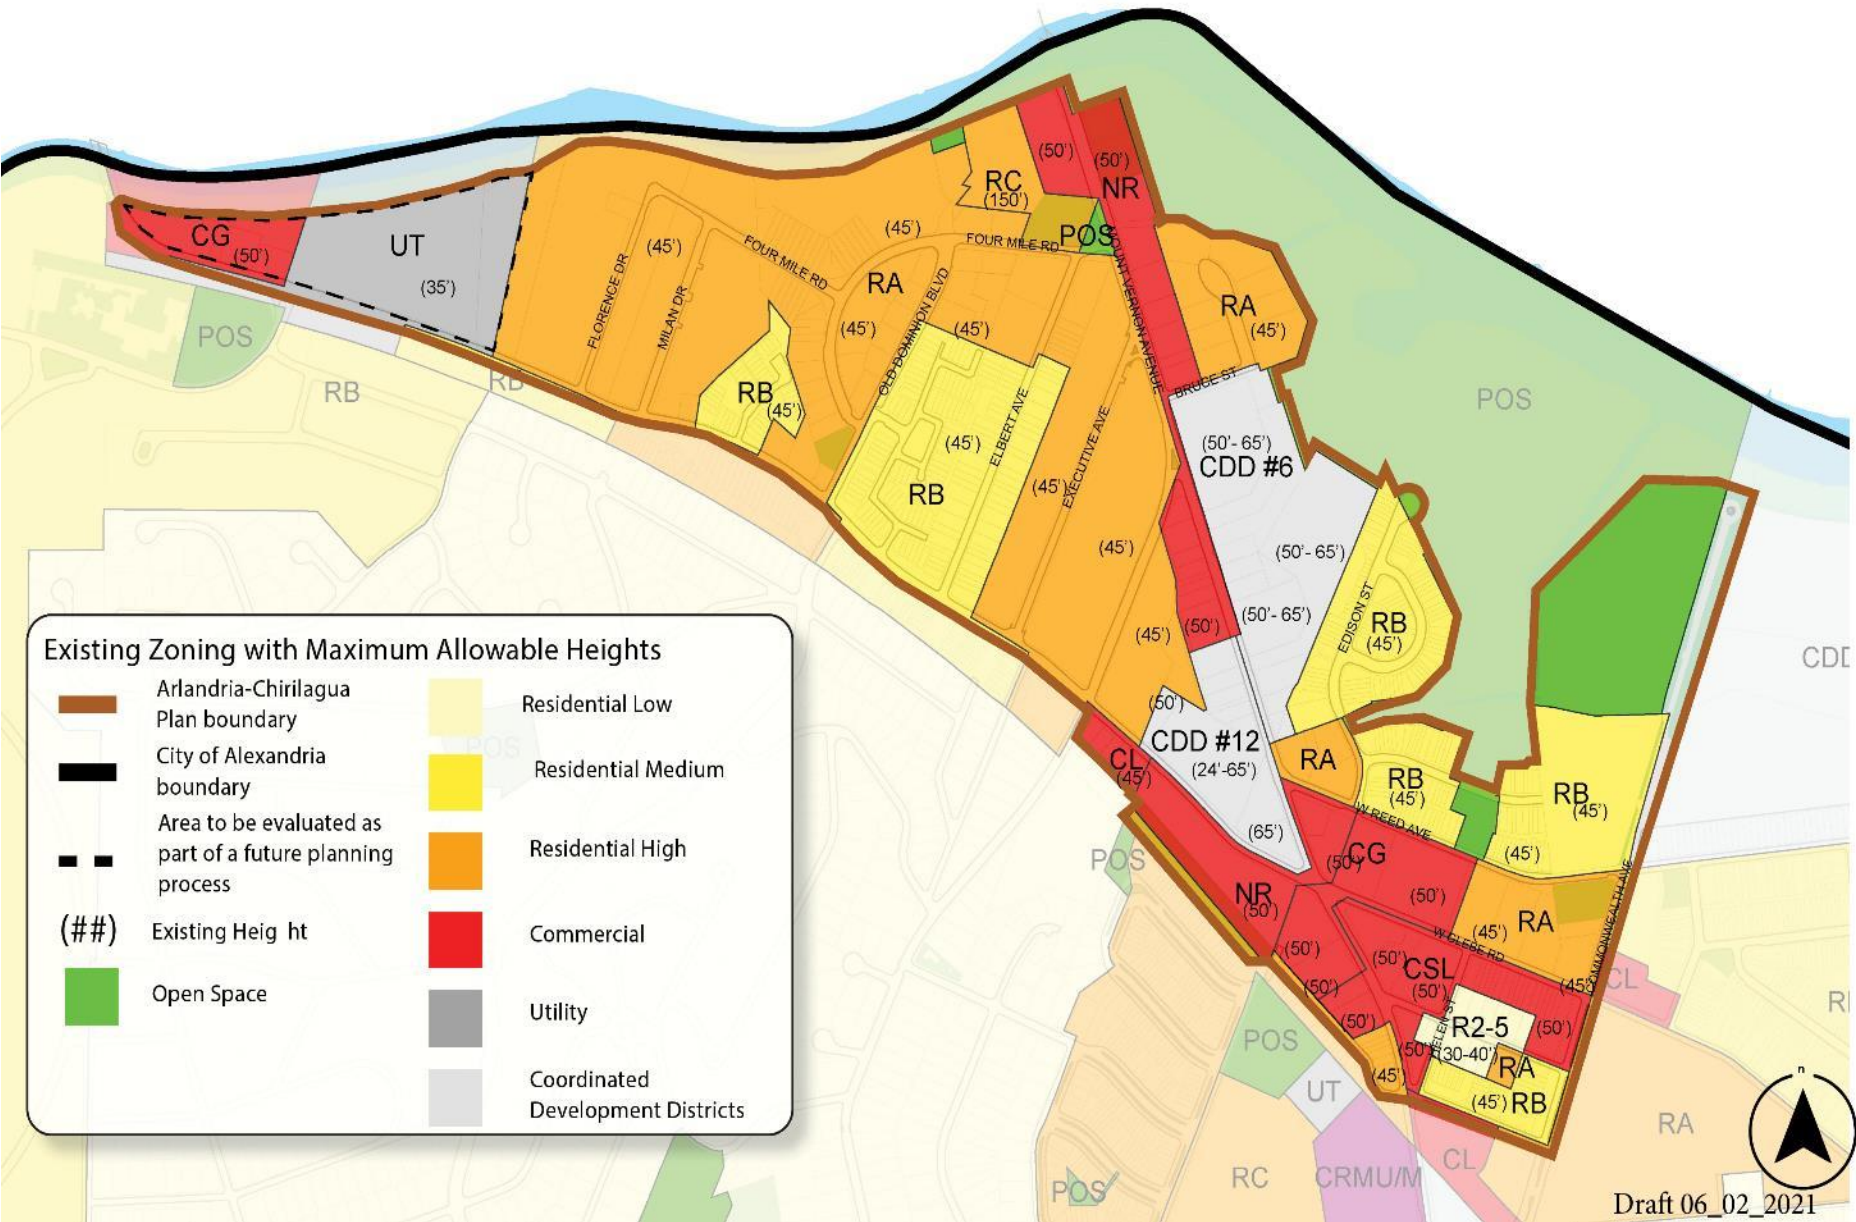 (50')
(50')
NR
RC
(150')
CG
(50')
UT
(35')
(45')
(45')
FOUR MILE RD
FOUR MILE RD
POS
MOUNT VERNON AVENUE
FLORENCE DR
MILAN DR
RA
(45')
OLD DOMINION BLVD
(45')
RA
(45')
BRUCE ST
POS
RB
RB
RB
(45')
POS
(45')
ELBERT AVE
RB
(45')
EXECUTIVE AVE
(45')
(50'- 65')
CDD #6
(50'- 65')
(50'- 65')
EDISON ST
RB
(45')
(45')
(50')
(50')
CDD #12
(24'-65')
(65')
CL
(45')
RA
RB
(45')
W REED AVE
RB
(45')
(45')
CDD
POS
CG
(50')
(50')
NR
(50')
RA
(45')
W GLEBE RD
COMMONWEALTH AVE
(45')
(50')
(50')
CSL
(50')
(50')
(50')
(50')
HELEN ST
R2-5
(30-40')
(50')
RA
(45')
(45')
RB
CL
POS
UT
RC
CRMU/M
CL
RA
POS
POS
Existing Zoning with Maximum Allowable Heights
Arlandria-Chirilagua
Plan boundary
City of Alexandria
boundary
Area to be evaluated as
part of a future planning
process
(##)
Existing Heig ht
Open Space
Residential Low
Residential Medium
Residential High
Commercial
Utility
Coordinated
Development Districts
n
Draft 06_02_2021